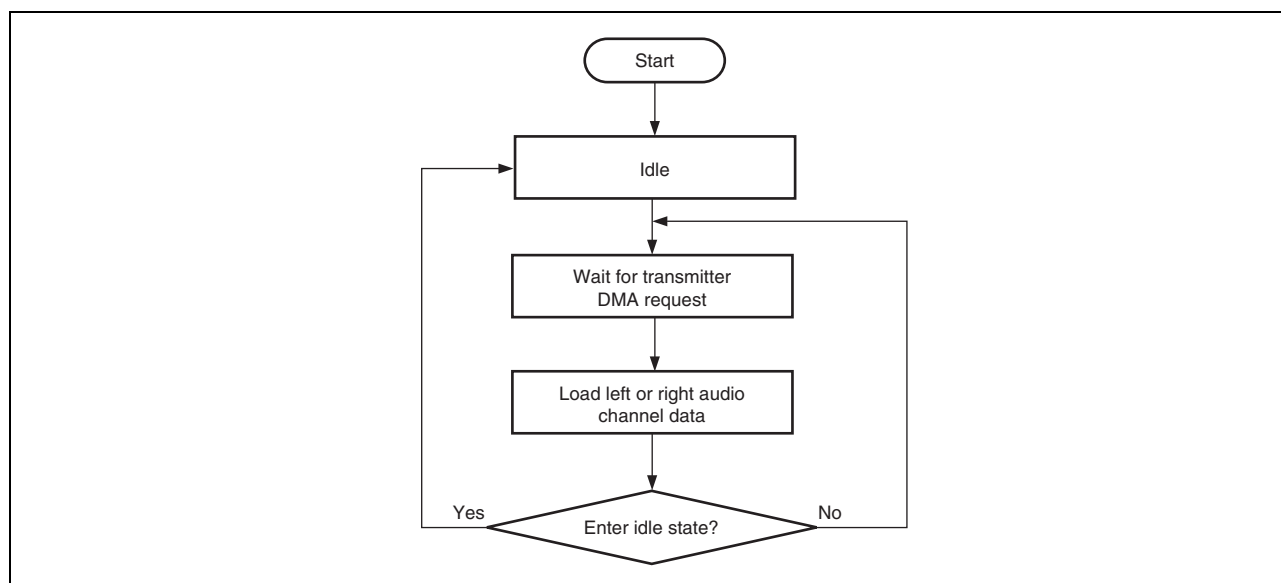 Start
Idle
Wait for transmitter
DMA request
Load left or right audio
channel data
Yes
Enter idle state?
No